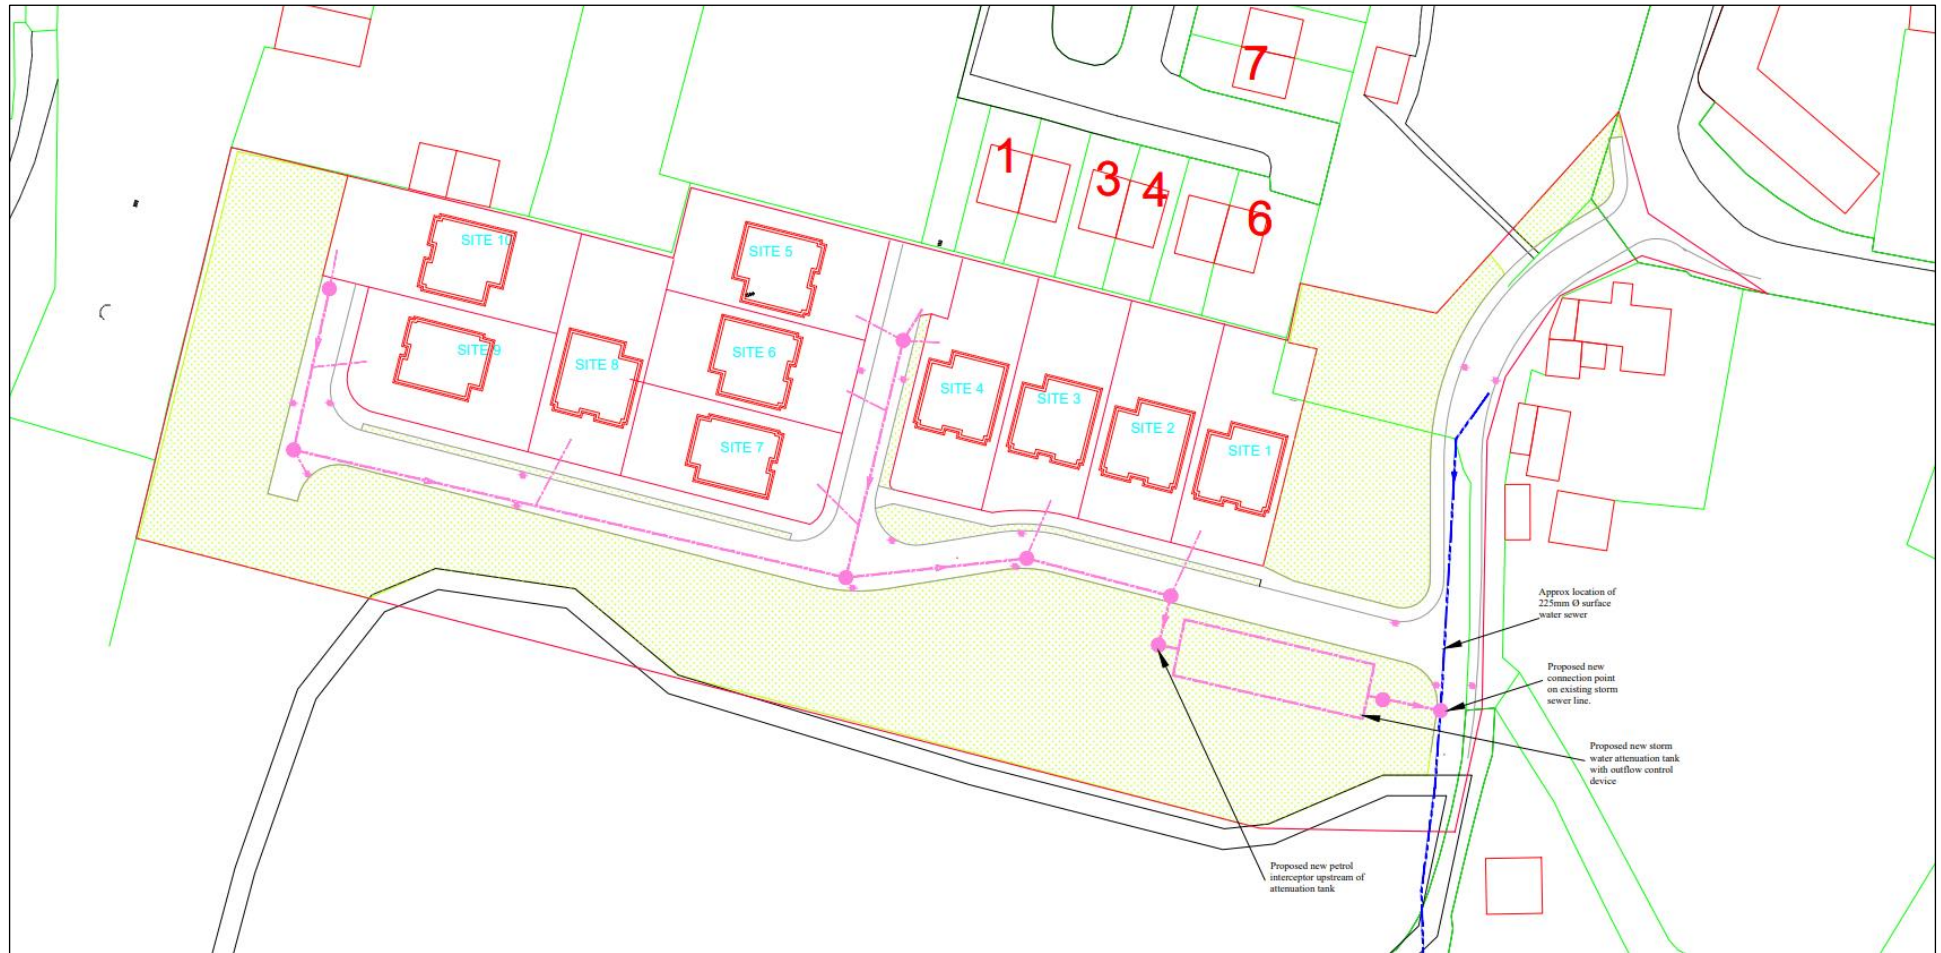 7
1
3
4
6
SITE 10
SITE 5
SITE 9
SITE 8
SITE 6
SITE 4
SITE 3
SITE 2
SITE 7
SITE 1
Approx location of
225mm Ø surface
water sewer
Proposed new
connection point
on existing storm
sewer line.
Proposed new storm
water attenuation tank
with outflow control
device
Proposed new petrol
interceptor upstream of
attenuation tank